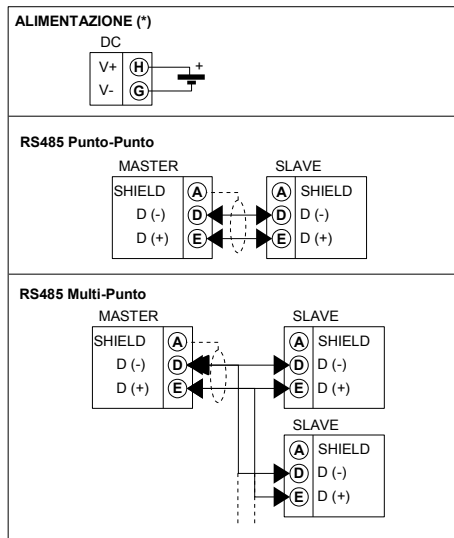 ALIMENTAZIONE (*)
DC
V+ H +
V- G
RS485 Punto-Punto
MASTER SLAVE
SHIELD A A SHIELD
D (-) D D D (-)
D (+) E E D (+)
RS485 Multi-Punto
MASTER SLAVE
SHIELD A A SHIELD
D (-) D D D (-)
D (+) E E D (+)
SLAVE
A SHIELD
D D (-)
E D (+)